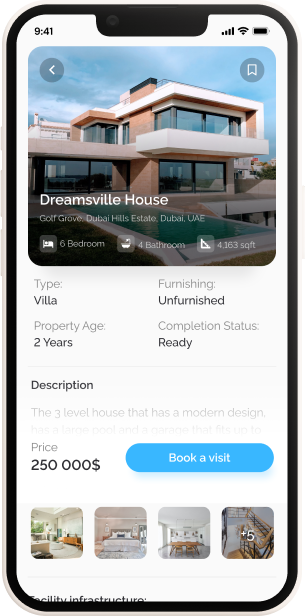 9:41
Dreamsville House
Golf Grove, Dubai Hills Estate, Dubai, UAE
6 Bedroom 4 Bathroom 4,163 sqft
Type: Furnishing:
Villa Unfurnished
Property Age: Completion Status:
2 Years Ready
Description
The 3 level house that has a modern design,
has a large pool and a garage that fits up to
Price
250 000$
Book a visit
+5
Facility infrastructure: